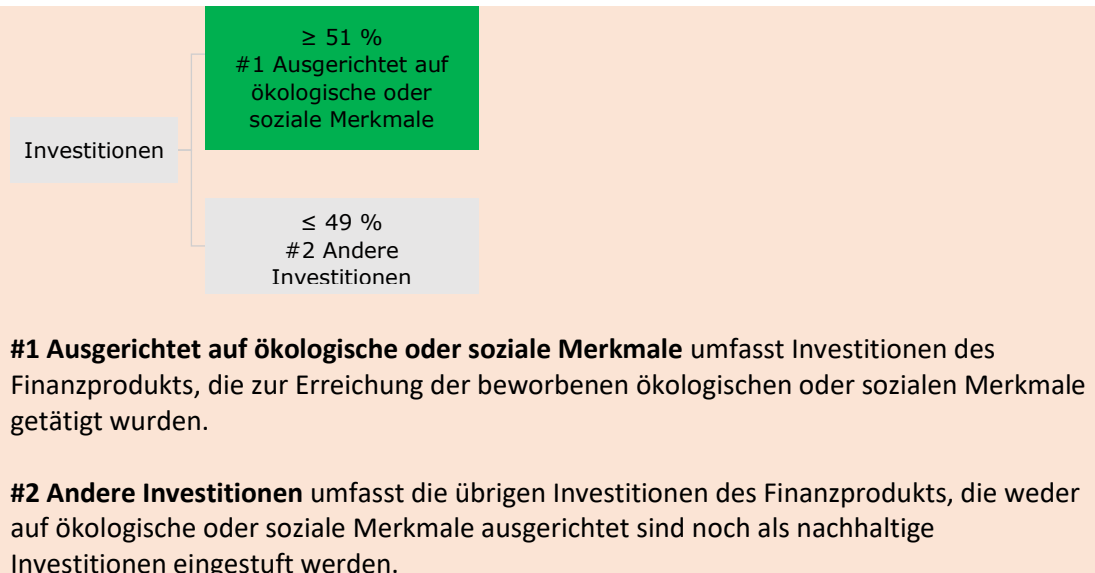 ≥ 51 %
#1 Ausgerichtet auf
ökologische oder
soziale Merkmale
Investitionen
≤ 49 %
#2 Andere
Investitionen
#1 Ausgerichtet auf ökologische oder soziale Merkmale umfasst Investitionen des
Finanzprodukts, die zur Erreichung der beworbenen ökologischen oder sozialen Merkmale
getätigt wurden.
#2 Andere Investitionen umfasst die übrigen Investitionen des Finanzprodukts, die weder
auf ökologische oder soziale Merkmale ausgerichtet sind noch als nachhaltige
Investitionen eingestuft werden.